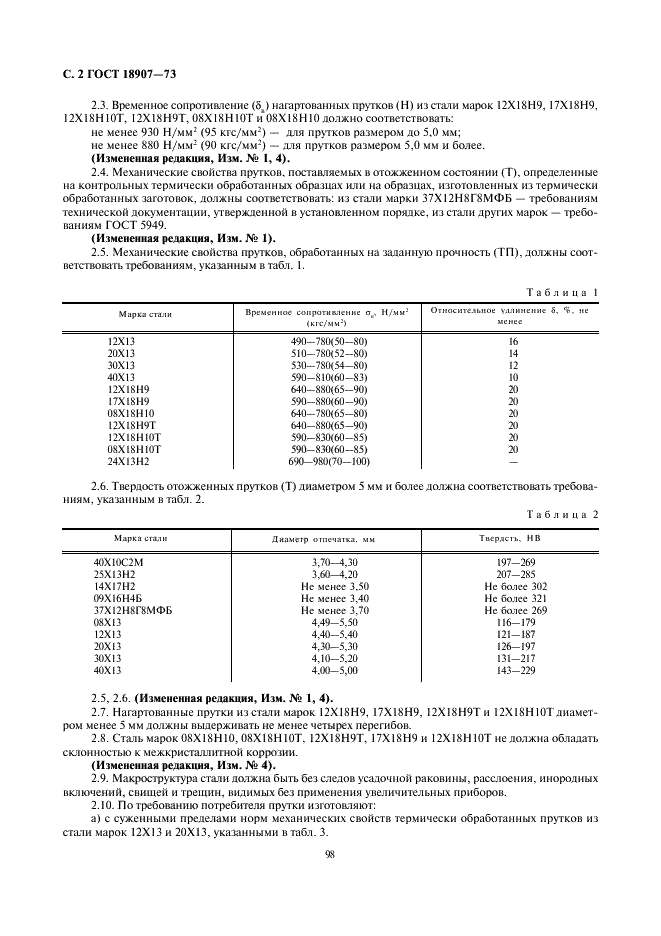 С. 2 ГОСТ 18907—73
2.3. Временное сопротивление (δв) нагартованных прутков (Н) из стали марок 12Х18Н9, 17Х18Н9,
12Х18Н10Т, 12Х18Н9Т, 08Х18Н10Т и 08Х18Н10 должно соответствовать:
не менее 930 Н/мм² (95 кгс/мм²) — для прутков размером до 5,0 мм;
не менее 880 Н/мм² (90 кгс/мм²) — для прутков размером 5,0 мм и более.
(Измененная редакция, Изм. № 1, 4).
2.4. Механические свойства прутков, поставляемых в отожженном состоянии (Т), определенные
на контрольных термически обработанных образцах или на образцах, изготовленных из термически
обработанных заготовок, должны соответствовать: из стали марки 37Х12Н8Г8МФБ — требованиям
технической документации, утвержденной в установленном порядке, из стали других марок — требо-
ваниям ГОСТ 5949.
(Измененная редакция, Изм. № 1).
2.5. Механические свойства прутков, обработанных на заданную прочность (ТП), должны соот-
ветствовать требованиям, указанным в табл. 1.
Таблица 1
Марка стали Временное сопротивление σв, Н/мм² (кгс/мм²) Относительное удлинение δ, %, не менее
12Х13 490—780(50—80) 16
20Х13 510—780(52—80) 14
30Х13 530—780(54—80) 12
40Х13 590—810(60—83) 10
12Х18Н9 640—880(65—90) 20
17Х18Н9 590—880(60—90) 20
08Х18Н10 640—780(65—80) 20
12Х18Н9Т 640—880(65—90) 20
12Х18Н10Т 590—830(60—85) 20
08Х18Н10Т 590—830(60—85) 20
24Х13Н2 690—980(70—100) —
2.6. Твердость отожженных прутков (Т) диаметром 5 мм и более должна соответствовать требова-
ниям, указанным в табл. 2.
Таблица 2
Марка стали Диаметр отпечатка, мм Твердсть, НВ
40Х10С2М 3,70—4,30 197—269
25Х13Н2 3,60—4,20 207—285
14Х17Н2 Не менее 3,50 Не более 302
09Х16Н4Б Не менее 3,40 Не более 321
37Х12Н8Г8МФБ Не менее 3,70 Не более 269
08Х13 4,49—5,50 116—179
12Х13 4,40—5,40 121—187
20Х13 4,30—5,30 126—197
30Х13 4,10—5,20 131—217
40Х13 4,00—5,00 143—229
2.5, 2.6. (Измененная редакция, Изм. № 1, 4).
2.7. Нагартованные прутки из стали марок 12Х18Н9, 17Х18Н9, 12Х18Н9Т и 12Х18Н10Т диамет-
ром менее 5 мм должны выдерживать не менее четырех перегибов.
2.8. Сталь марок 08Х18Н10, 08Х18Н10Т, 12Х18Н9Т, 17Х18Н9 и 12Х18Н10Т не должна обладать
склонностью к межкристаллитной коррозии.
(Измененная редакция, Изм. № 4).
2.9. Макроструктура стали должна быть без следов усадочной раковины, расслоения, инородных
включений, свищей и трещин, видимых без применения увеличительных приборов.
2.10. По требованию потребителя прутки изготовляют:
а) с суженными пределами норм механических свойств термически обработанных прутков из
стали марок 12Х13 и 20Х13, указанными в табл. 3.
98